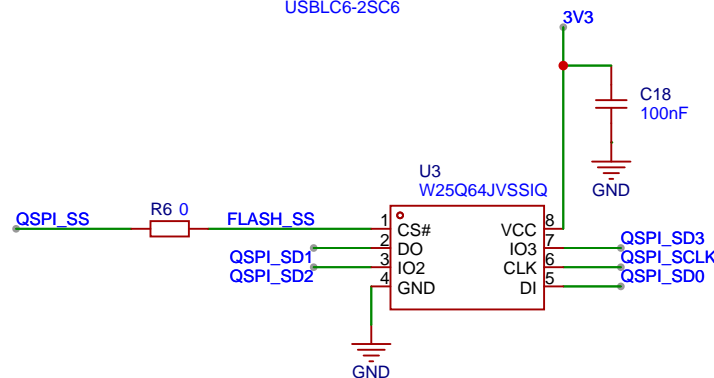 USBLC6-2SC6
3V3
C18
100nF
GND
U3
W25Q64JVSSIQ
QSPI_SS
R6 0
FLASH_SS
1
CS#
VCC
8
QSPI_SD1
2
DO
IO3
7
QSPI_SD3
QSPI_SD2
3
IO2
CLK
6
QSPI_SCLK
4
GND
DI
5
QSPI_SD0
GND